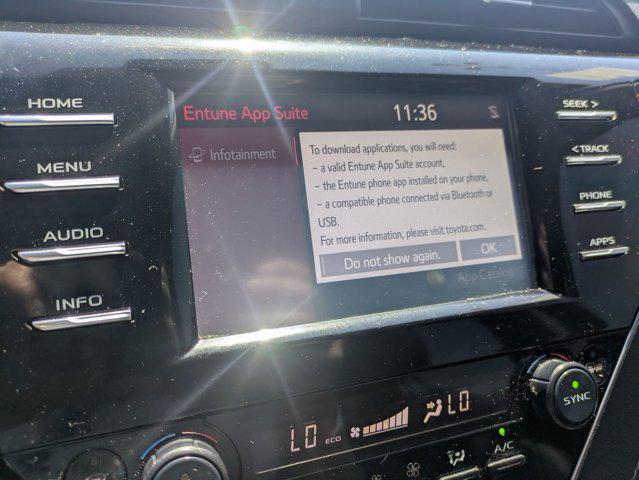 HOME
MENU
AUDIO
INFO
Entune App Suite 11:36
Infotainment
To download applications, you will need:
– a valid Entune App Suite account,
– the Entune phone app installed on your phone,
– a compatible phone connected via Bluetooth or
USB.
For more information, please visit toyota.com.
Do not show again. OK
App Catalog
SEEK >
< TRACK
PHONE
APPS
LO ECO LO
SYNC
A/C